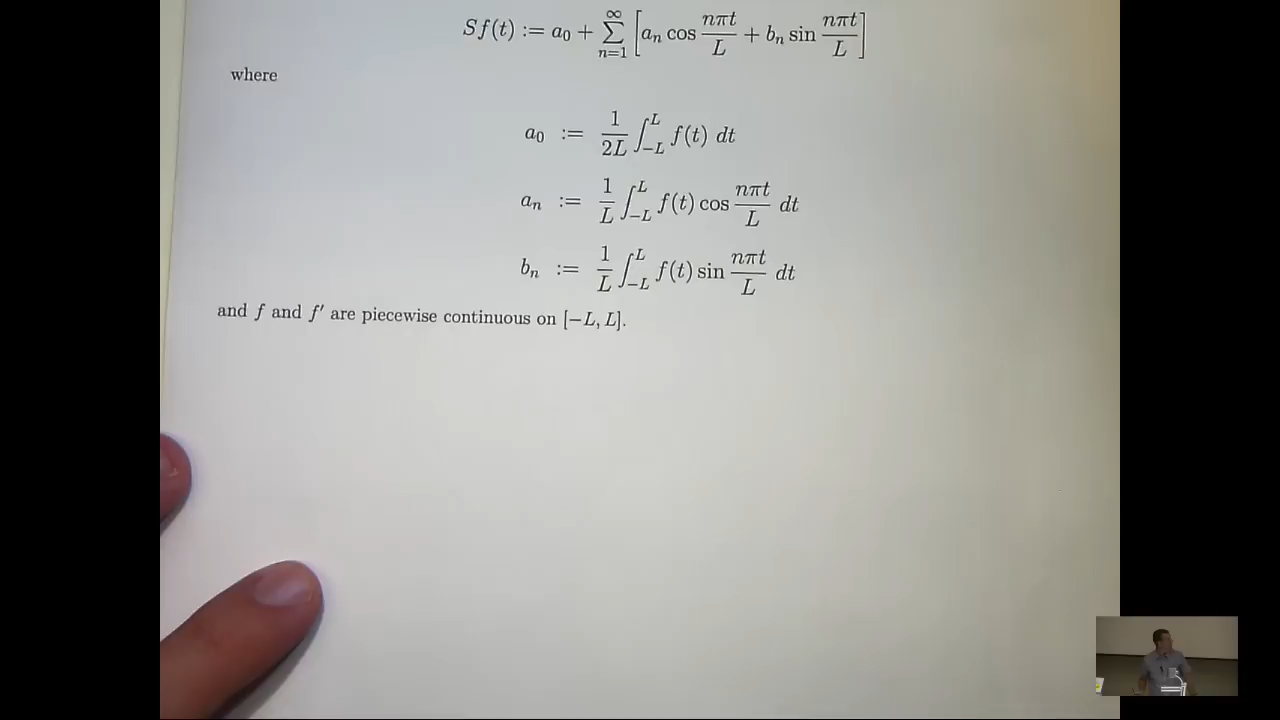 Sf(t) := a_0 + \sum_{n=1}^{\infty} \left[ a_n \cos \frac{n\pi t}{L} + b_n \sin \frac{n\pi t}{L} \right]
where
a_0 := \frac{1}{2L} \int_{-L}^{L} f(t) \, dt
a_n := \frac{1}{L} \int_{-L}^{L} f(t) \cos \frac{n\pi t}{L} \, dt
b_n := \frac{1}{L} \int_{-L}^{L} f(t) \sin \frac{n\pi t}{L} \, dt
and f and f′ are piecewise continuous on [−L, L].